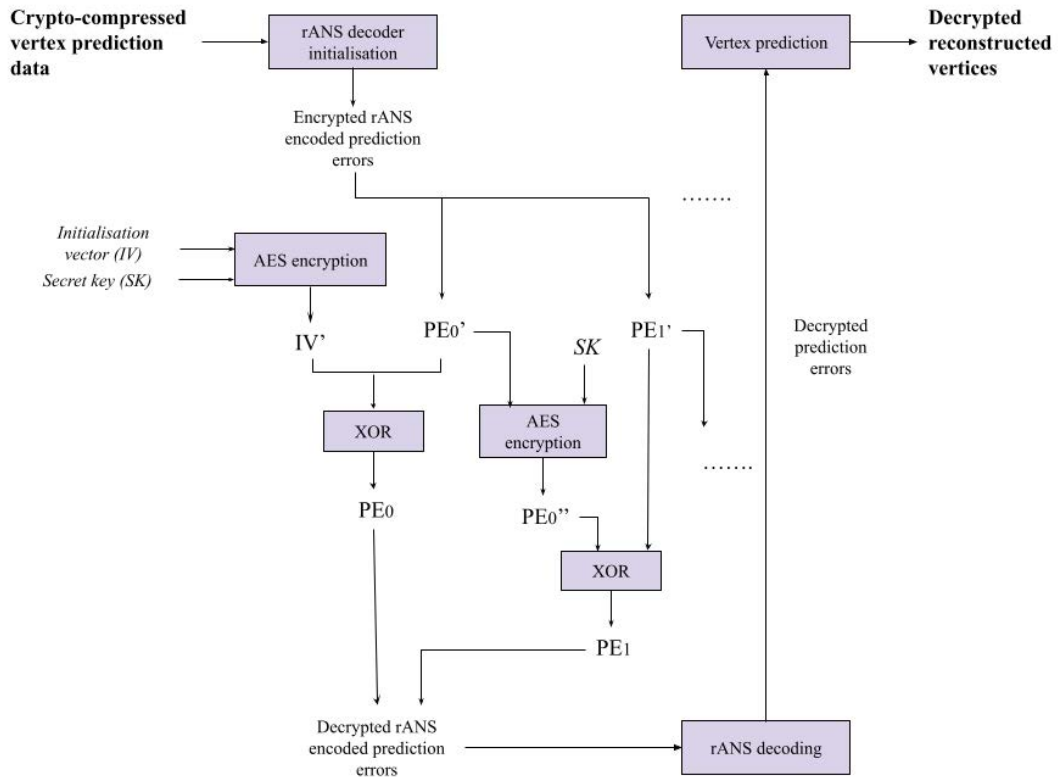 Crypto-compressed
vertex prediction
data
rANS decoder
initialisation
Vertex prediction
Decrypted
reconstructed
vertices
Encrypted rANS
encoded prediction
errors
.......
Initialisation
vector (IV)
Secret key (SK)
AES encryption
IV’
PE0’
SK
PE1’
Decrypted
prediction
errors
XOR
AES
encryption
.......
PE0
PE0’’
XOR
PE1
Decrypted rANS
encoded prediction
errors
rANS decoding